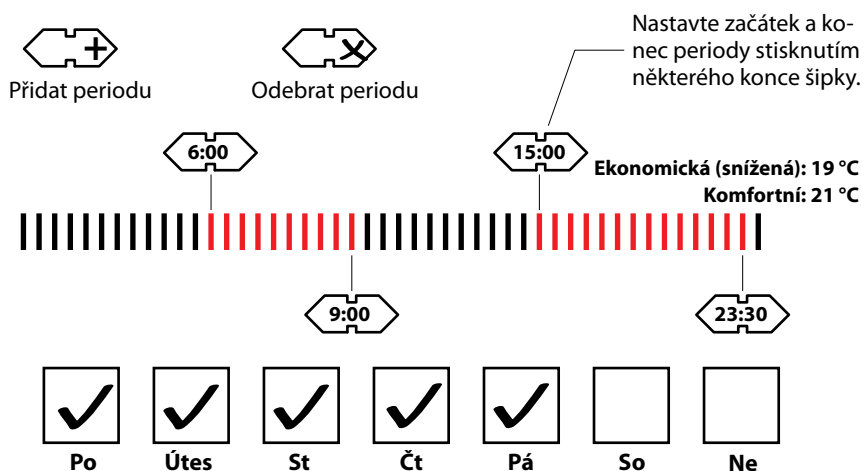 Přidat periodu
Odebrat periodu
Nastavte začátek a ko-
nec periody stisknutím
některého konce šipky.
6:00
15:00
Ekonomická (snížená): 19 °C
Komfortní: 21 °C
9:00
23:30
Po
Útes
St
Čt
Pá
So
Ne